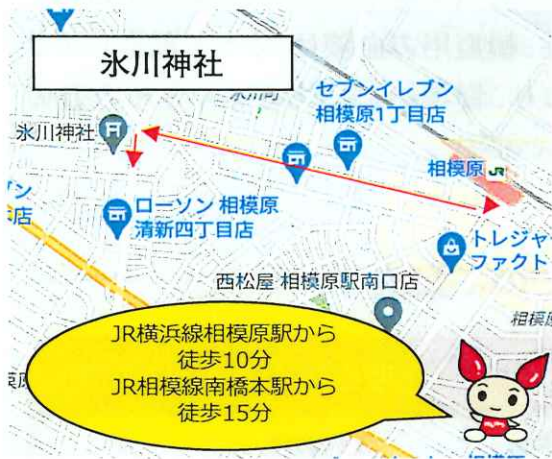 氷川神社
氷川町
セブンイレブン
相模原1丁目店
氷川神社
相模原 JR
ローソン 相模原
清新四丁目店
トレジャ
ファクト
西松屋 相模原駅南口店
相模原
JR横浜線相模原駅から
徒歩10分
JR相模線南橋本駅から
徒歩15分